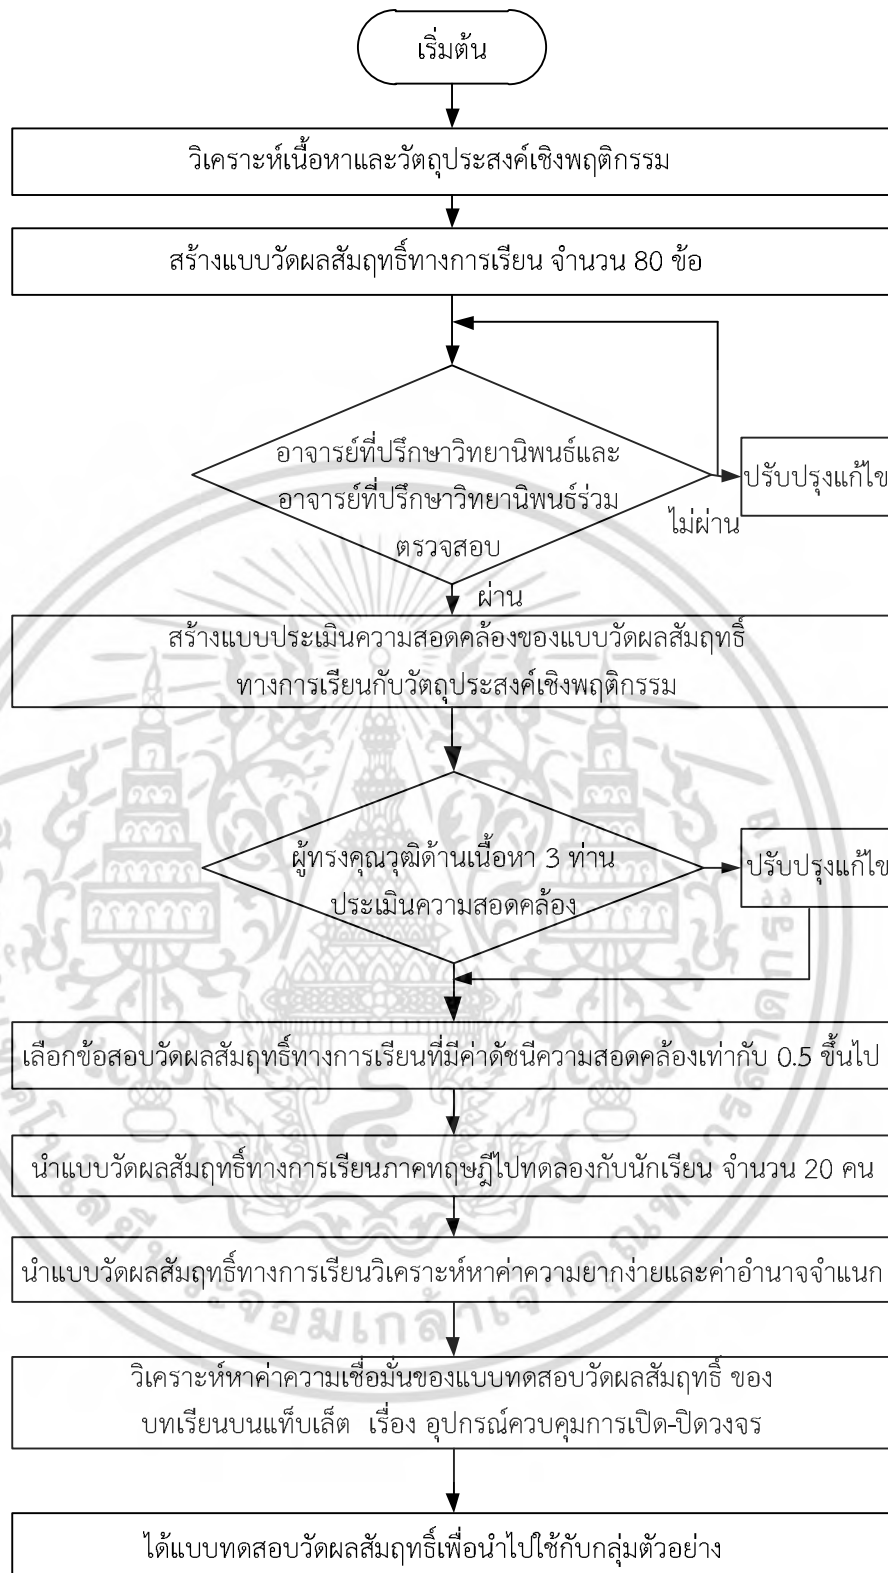 เริ่มต้น
วิเคราะห์เนื้อหาและวัตถุประสงค์เชิงพฤติกรรม
สร้างแบบวัดผลสัมฤทธิ์ทางการเรียน จำนวน 80 ข้อ
อาจารย์ที่ปรึกษาวิทยานิพนธ์และ
อาจารย์ที่ปรึกษาวิทยานิพนธ์ร่วม
ตรวจสอบ
ปรับปรุงแก้ไข
ไม่ผ่าน
ผ่าน
สร้างแบบประเมินความสอดคล้องของแบบวัดผลสัมฤทธิ์
ทางการเรียนกับวัตถุประสงค์เชิงพฤติกรรม
ผู้ทรงคุณวุฒิด้านเนื้อหา 3 ท่าน
ประเมินความสอดคล้อง
ปรับปรุงแก้ไข
เลือกข้อสอบวัดผลสัมฤทธิ์ทางการเรียนที่มีค่าดัชนีความสอดคล้องเท่ากับ 0.5 ขึ้นไป
นำแบบวัดผลสัมฤทธิ์ทางการเรียนภาคทฤษฎีไปทดลองกับนักเรียน จำนวน 20 คน
นำแบบวัดผลสัมฤทธิ์ทางการเรียนวิเคราะห์หาค่าความยากง่ายและค่าอำนาจจำแนก
วิเคราะห์หาค่าความเชื่อมั่นของแบบทดสอบวัดผลสัมฤทธิ์ ของ
บทเรียนบนแท็บเล็ต เรื่อง อุปกรณ์ควบคุมการเปิด-ปิดวงจร
ได้แบบทดสอบวัดผลสัมฤทธิ์เพื่อนำไปใช้กับกลุ่มตัวอย่าง